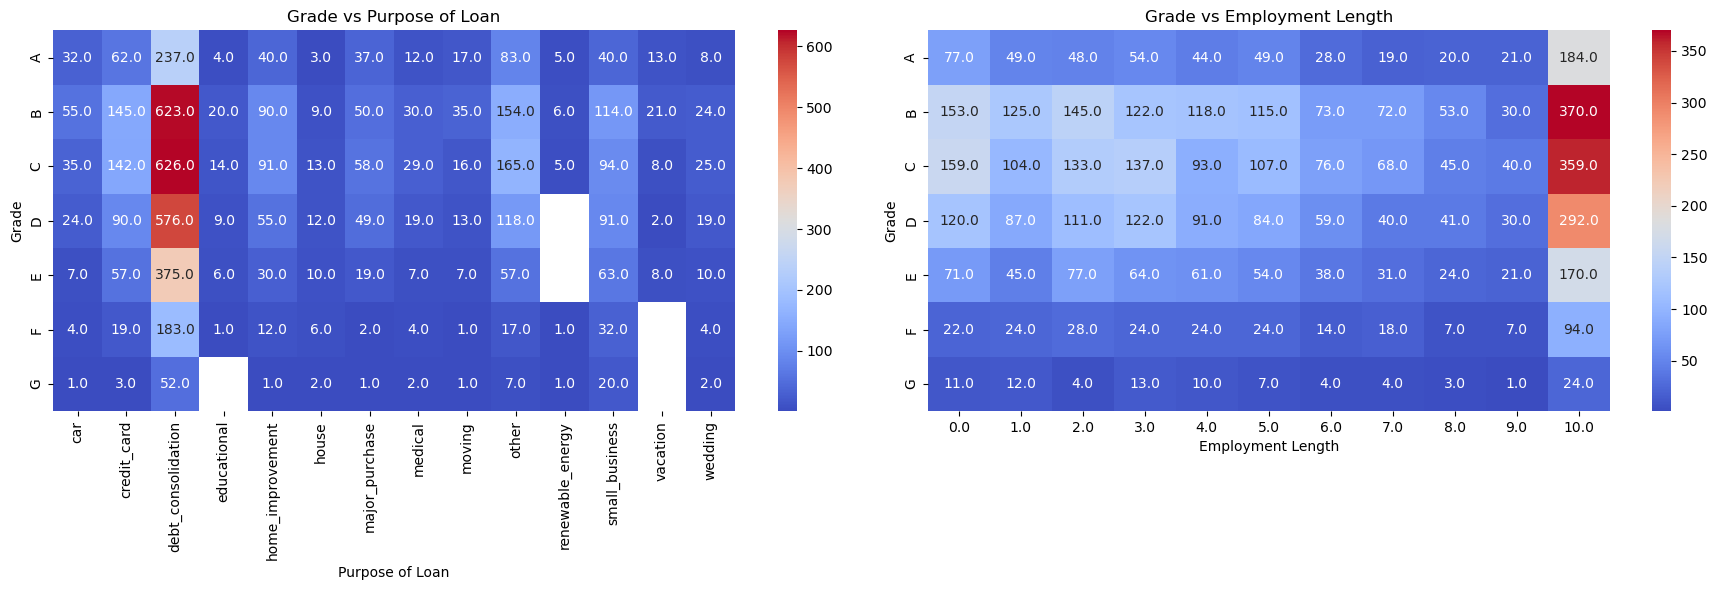 Grade vs Purpose of Loan
A 32.0 62.0 237.0 4.0 40.0 3.0 37.0 12.0 17.0 83.0 5.0 40.0 13.0 8.0
B 55.0 145.0 623.0 20.0 90.0 9.0 50.0 30.0 35.0 154.0 6.0 114.0 21.0 24.0
C 35.0 142.0 626.0 14.0 91.0 13.0 58.0 29.0 16.0 165.0 5.0 94.0 8.0 25.0
D 24.0 90.0 576.0 9.0 55.0 12.0 49.0 19.0 13.0 118.0 91.0 2.0 19.0
E 7.0 57.0 375.0 6.0 30.0 10.0 19.0 7.0 7.0 57.0 63.0 8.0 10.0
F 4.0 19.0 183.0 1.0 12.0 6.0 2.0 4.0 1.0 17.0 1.0 32.0 4.0
G 1.0 3.0 52.0 1.0 2.0 1.0 2.0 1.0 7.0 1.0 20.0 2.0
Grade
car credit_card debt_consolidation educational home_improvement house major_purchase medical moving other renewable_energy small_business vacation wedding
Purpose of Loan
600
500
400
300
200
100
Grade vs Employment Length
A 77.0 49.0 48.0 54.0 44.0 49.0 28.0 19.0 20.0 21.0 184.0
B 153.0 125.0 145.0 122.0 118.0 115.0 73.0 72.0 53.0 30.0 370.0
C 159.0 104.0 133.0 137.0 93.0 107.0 76.0 68.0 45.0 40.0 359.0
D 120.0 87.0 111.0 122.0 91.0 84.0 59.0 40.0 41.0 30.0 292.0
E 71.0 45.0 77.0 64.0 61.0 54.0 38.0 31.0 24.0 21.0 170.0
F 22.0 24.0 28.0 24.0 24.0 24.0 14.0 18.0 7.0 7.0 94.0
G 11.0 12.0 4.0 13.0 10.0 7.0 4.0 4.0 3.0 1.0 24.0
Grade
0.0 1.0 2.0 3.0 4.0 5.0 6.0 7.0 8.0 9.0 10.0
Employment Length
350
300
250
200
150
100
50